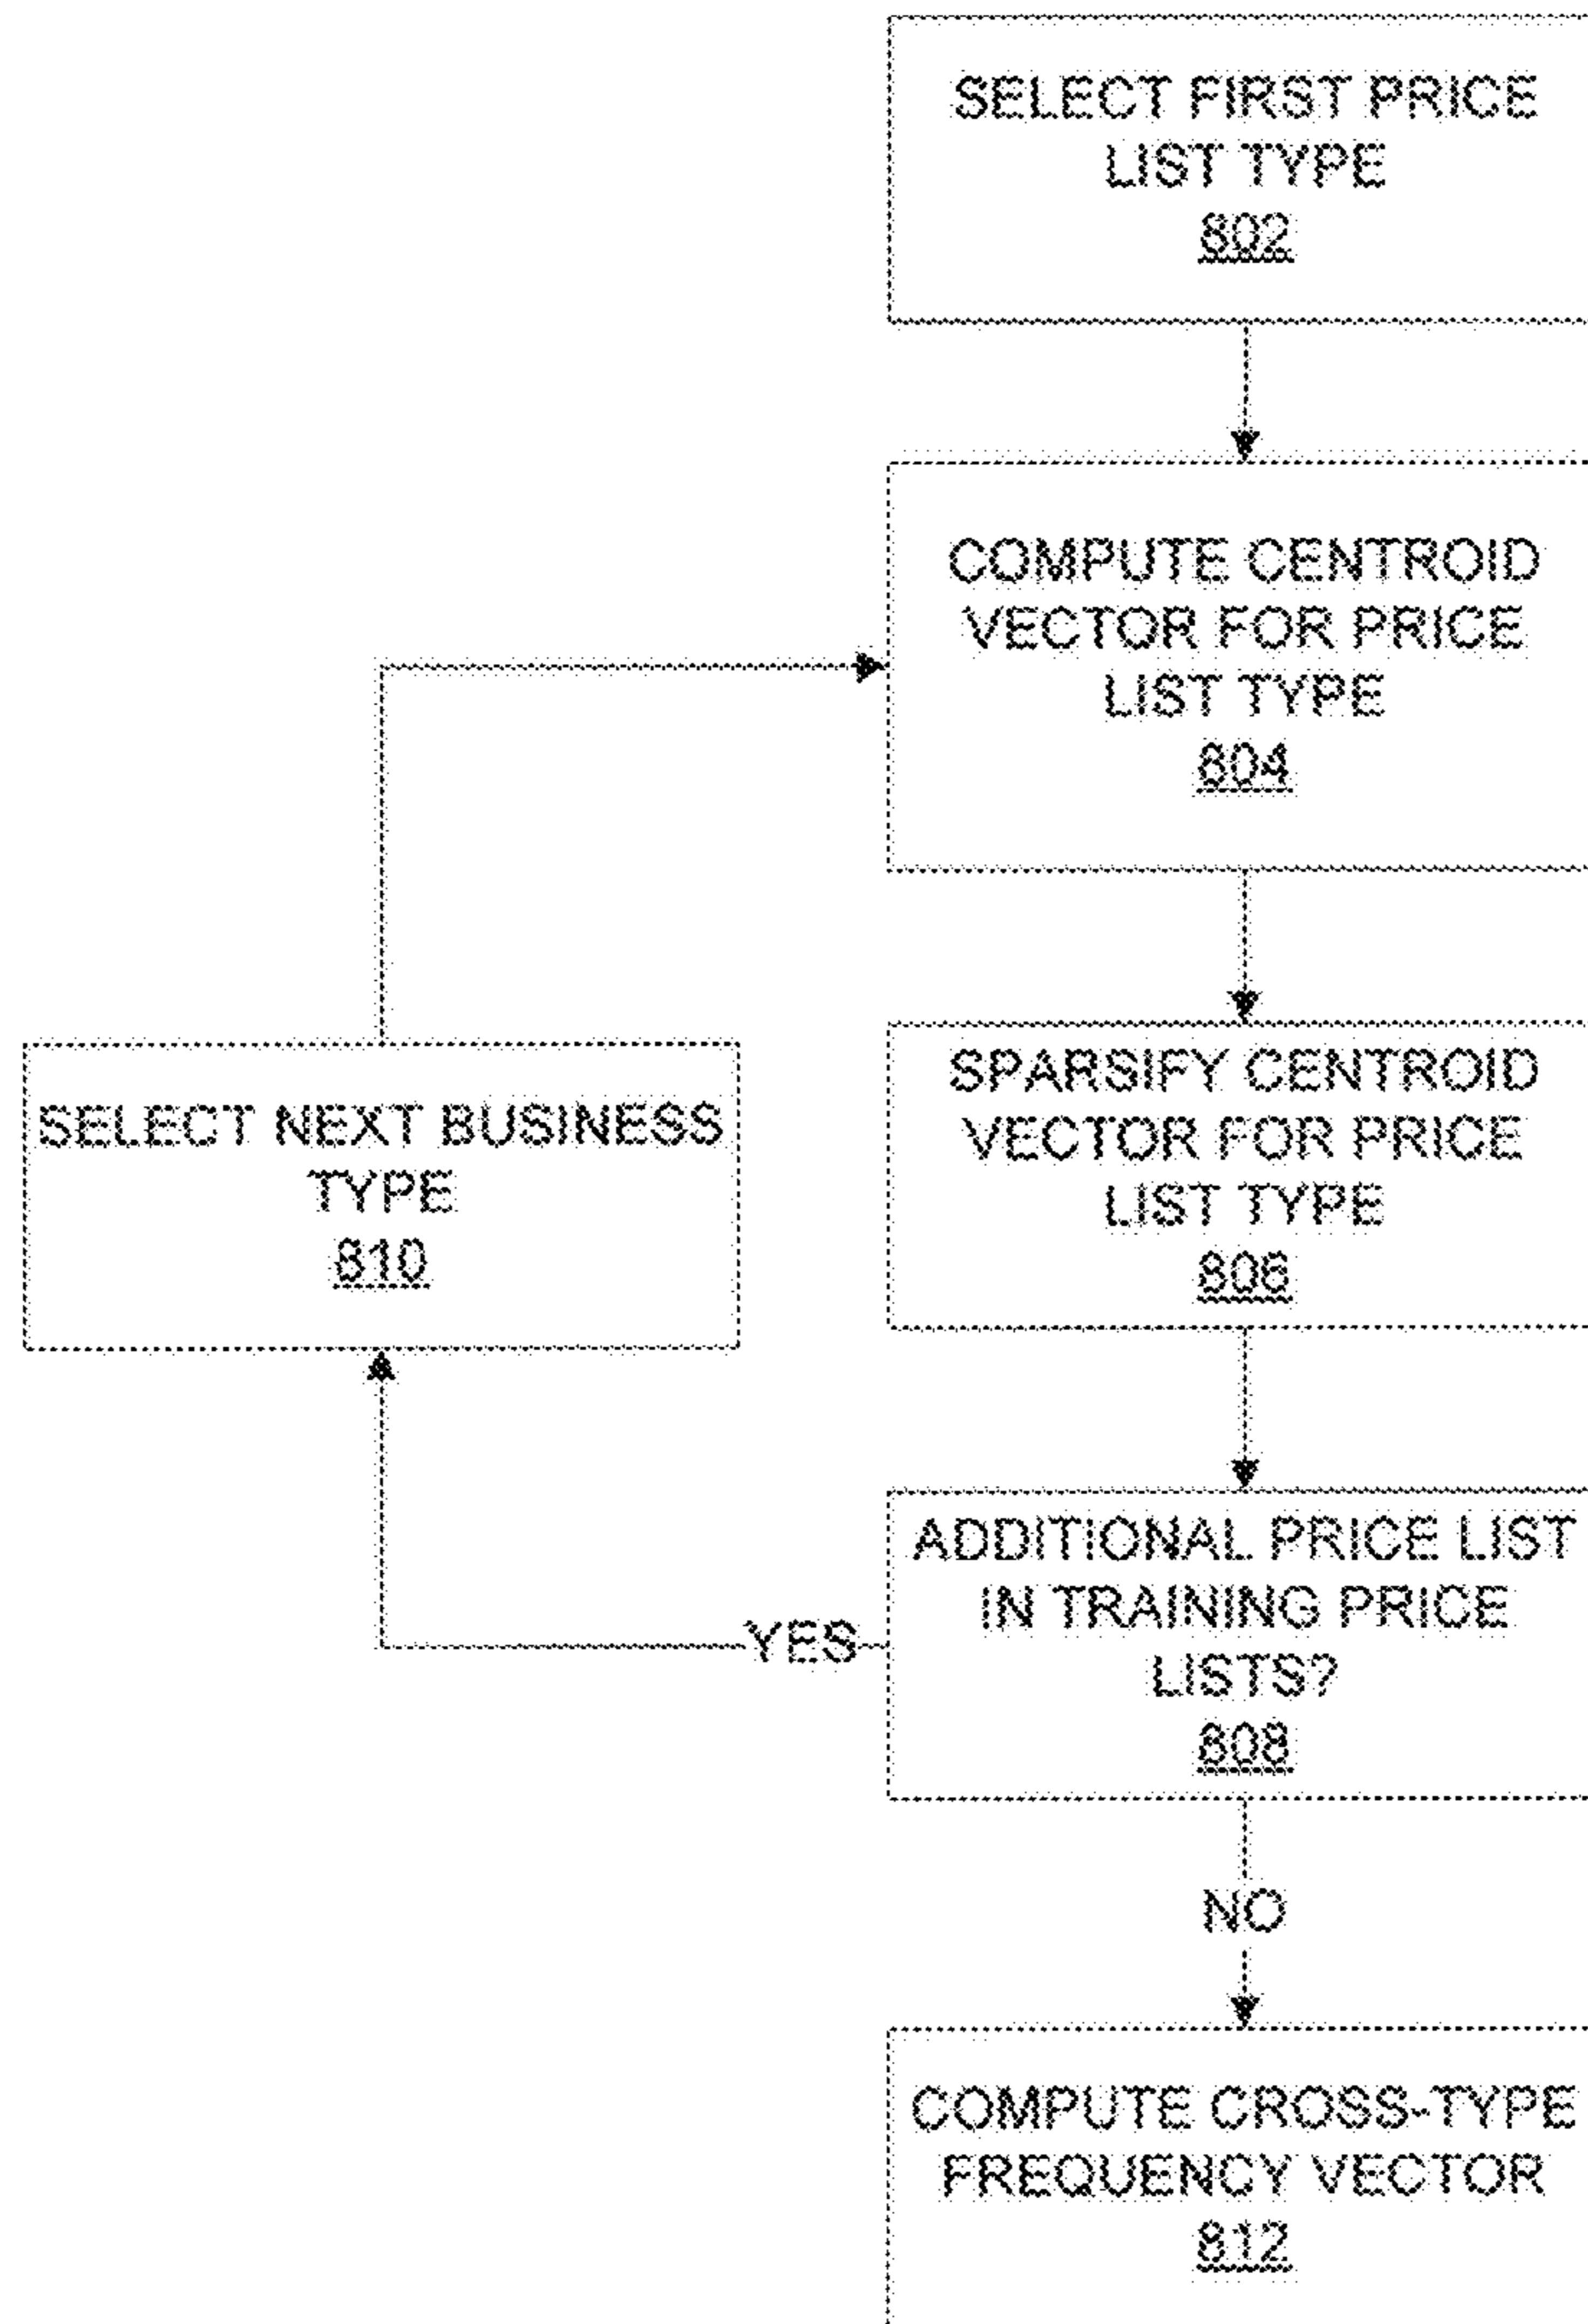 SELECT FIRST PRICE
LIST TYPE
802
COMPUTE CENTROID
VECTOR FOR PRICE
LIST TYPE
804
SPARSIFY CENTROID
VECTOR FOR PRICE
LIST TYPE
806
SELECT NEXT BUSINESS
TYPE
810
ADDITIONAL PRICE LIST
IN TRAINING PRICE
LISTS?
808
YES
NO
COMPUTE CROSS-TYPE
FREQUENCY VECTOR
812